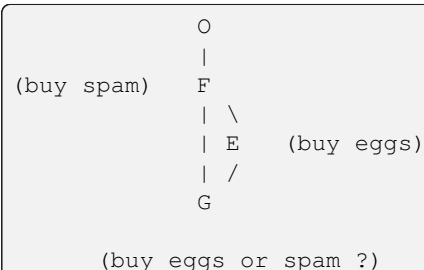 O
|
(buy spam) F
| \
| E (buy eggs)
| /
G
(buy eggs or spam ?)